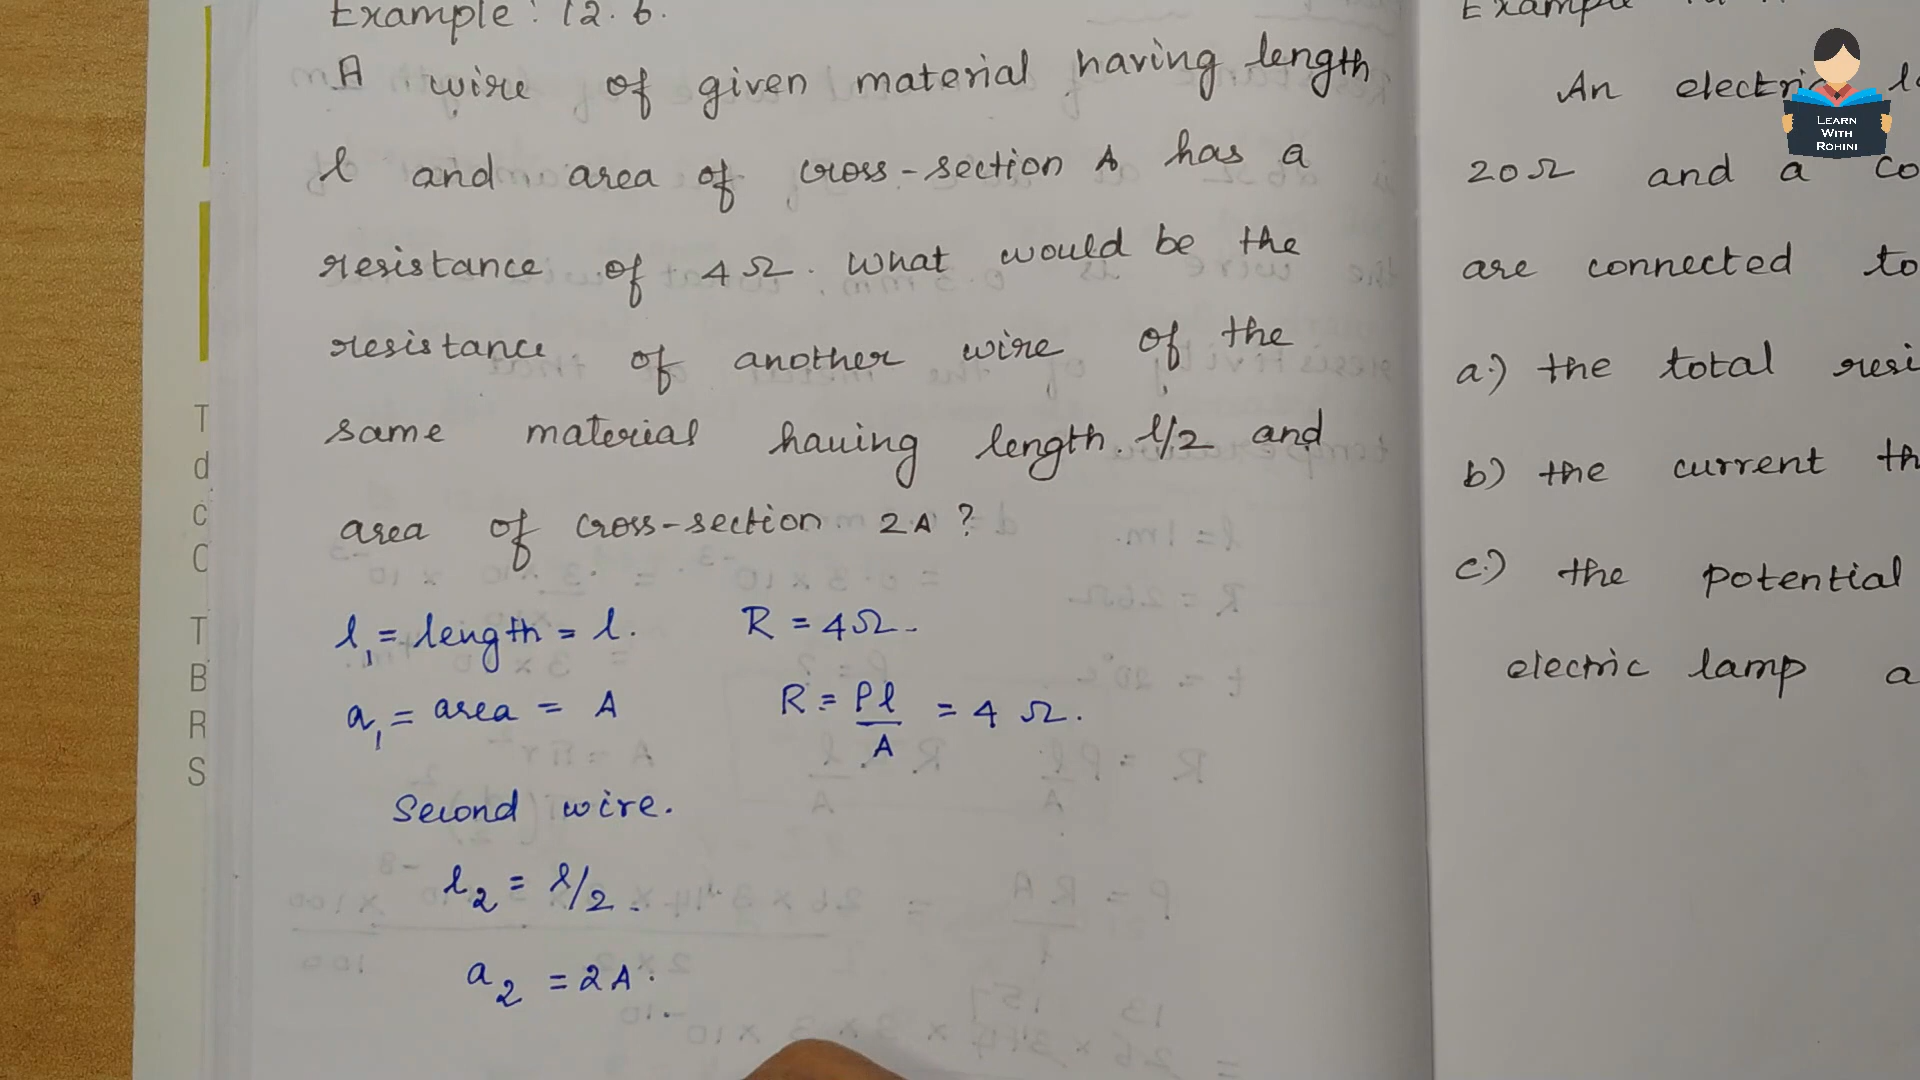 Example: 12.6.
A wire of given material having length
l and area of cross-section A has a
resistance of 4Ω. What would be the
resistance of another wire of the
same material having length l/2 and
area of cross-section 2A?
l₁ = length = l. R = 4Ω.
a₁ = area = A R = ρl/A = 4 Ω.
Second wire.
l₂ = l/2.
a₂ = 2A.
Example
An electric
20Ω and a
are connected to
a.) the total
b) the current
c.) the potential
electric lamp a
LEARN
WITH
ROHINI
T
d
C
C
T
B
R
S